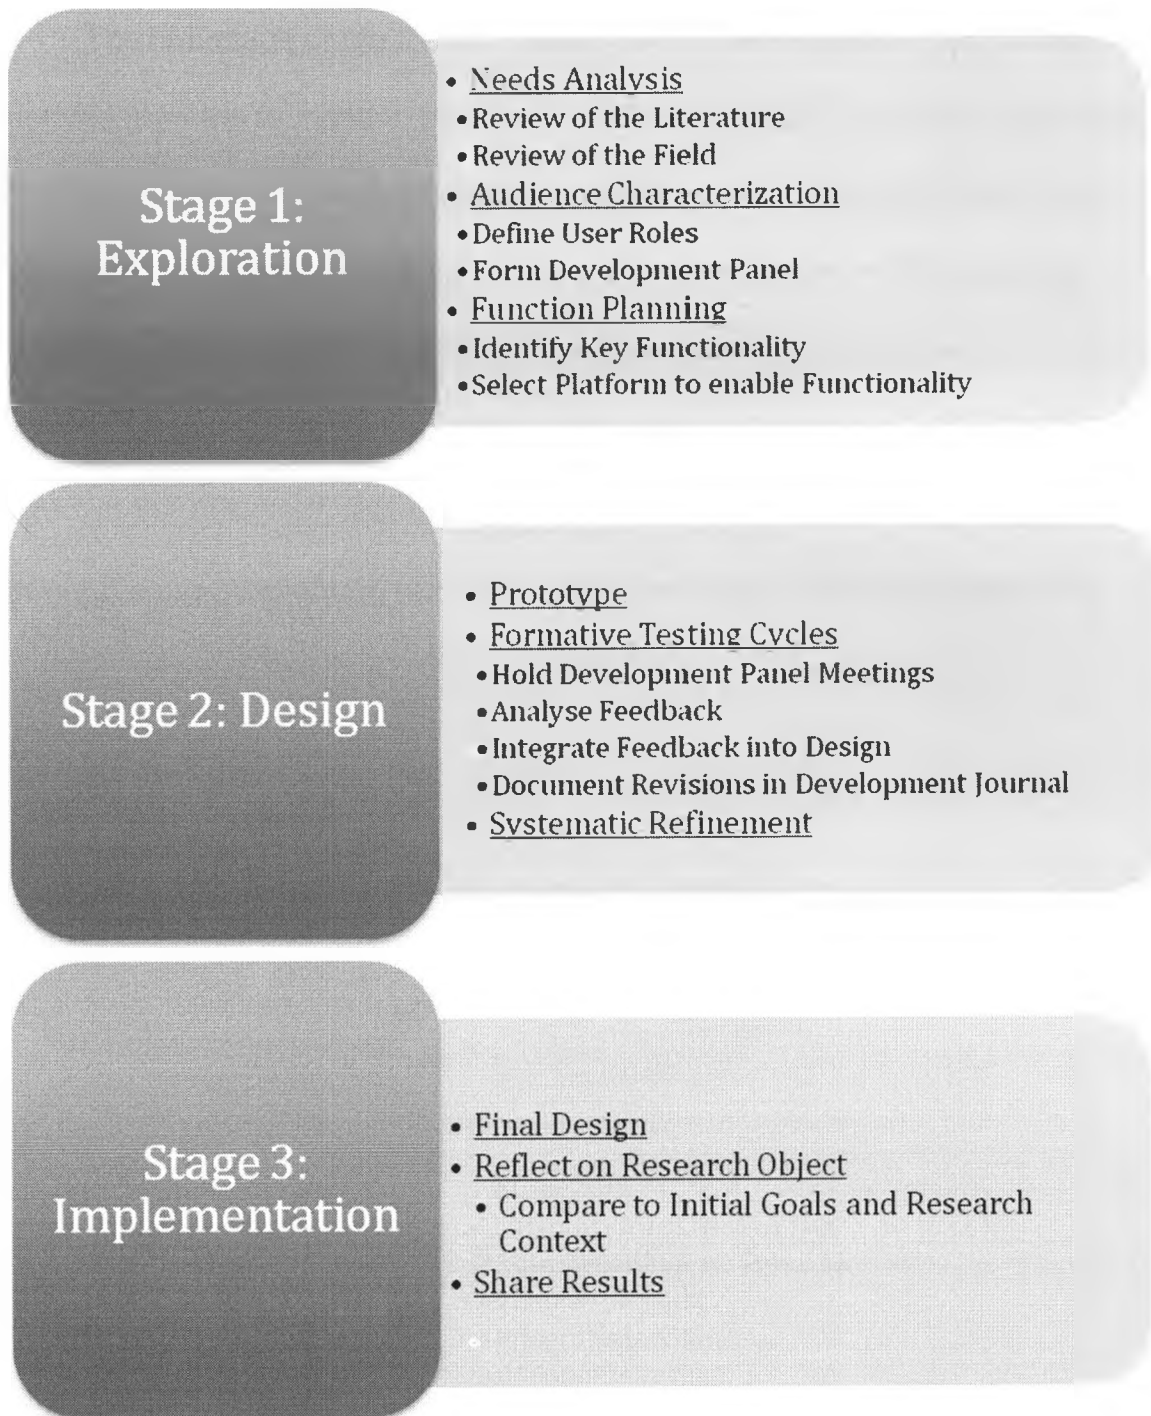 Stage 1:
Exploration
• Needs Analysis
• Review of the Literature
• Review of the Field
• Audience Characterization
• Define User Roles
• Form Development Panel
• Function Planning
• Identify Key Functionality
• Select Platform to enable Functionality
Stage 2: Design
• Prototype
• Formative Testing Cycles
• Hold Development Panel Meetings
• Analyse Feedback
• Integrate Feedback into Design
• Document Revisions in Development Journal
• Systematic Refinement
Stage 3:
Implementation
• Final Design
• Reflect on Research Object
• Compare to Initial Goals and Research
Context
• Share Results